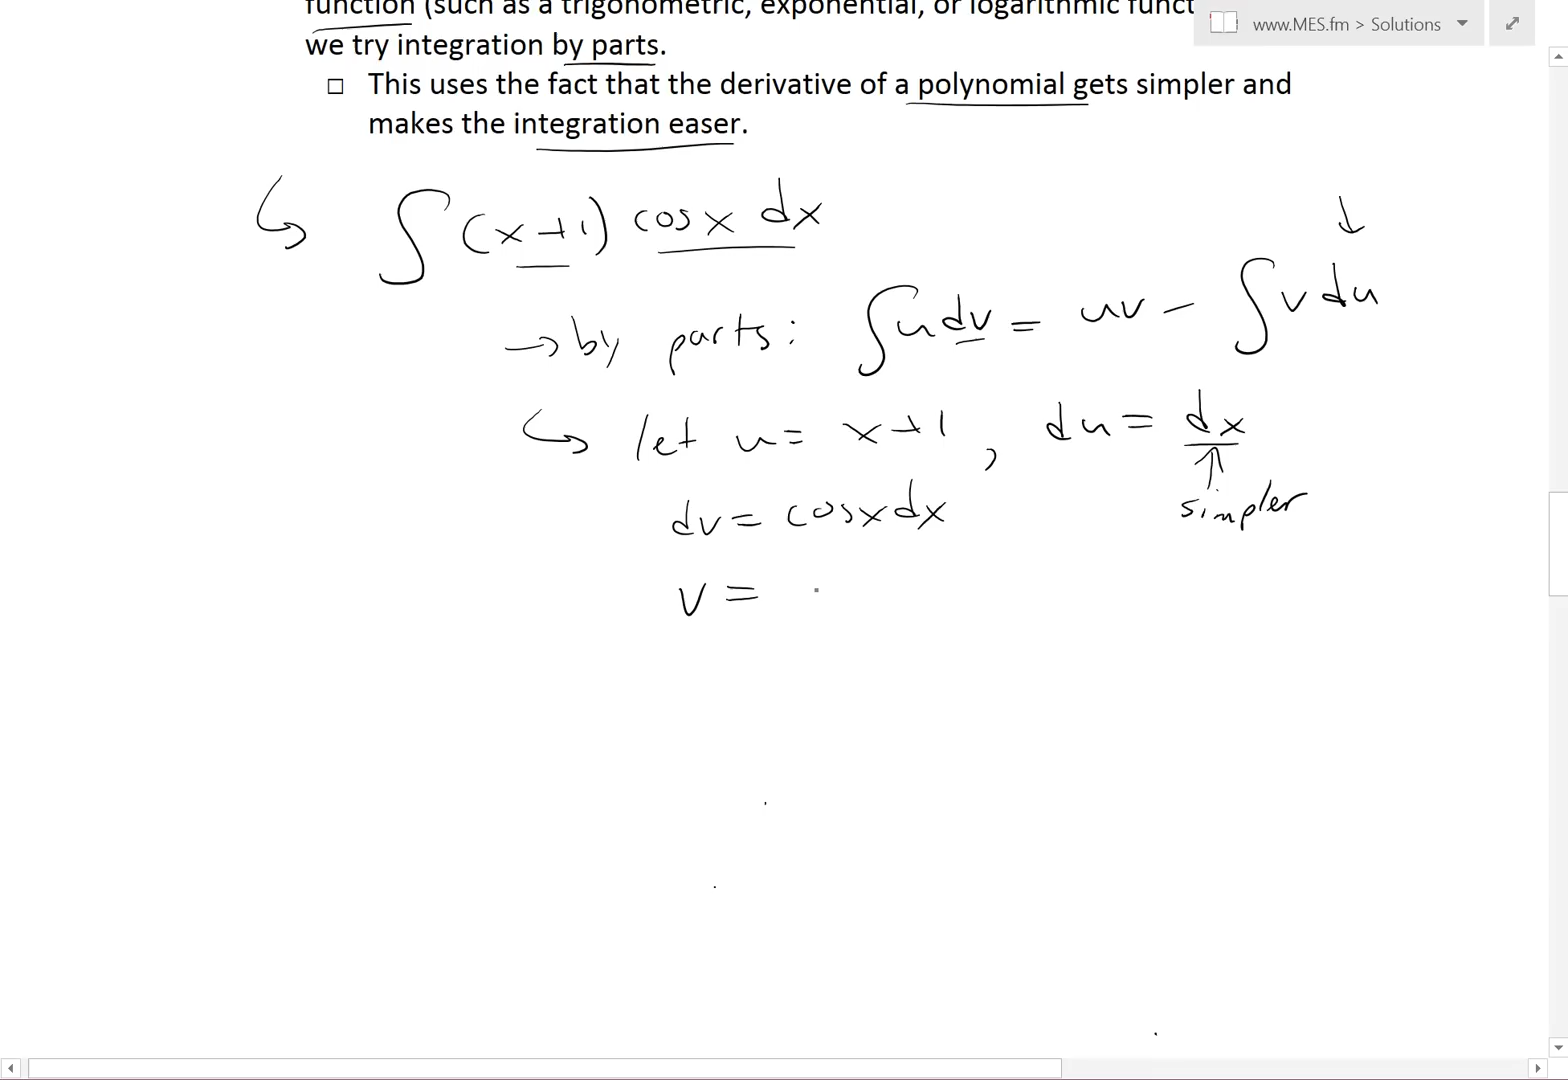 function (such as a trigonometric, exponential, or logarithmic funct
www.MES.fm > Solutions
we try integration by parts.
This uses the fact that the derivative of a polynomial gets simpler and
makes the integration easer.
∫(x+1) cosx dx
→ by parts: ∫u dv = uv - ∫v du
let u = x+1, du = dx
simpler
dv = cosx dx
v =